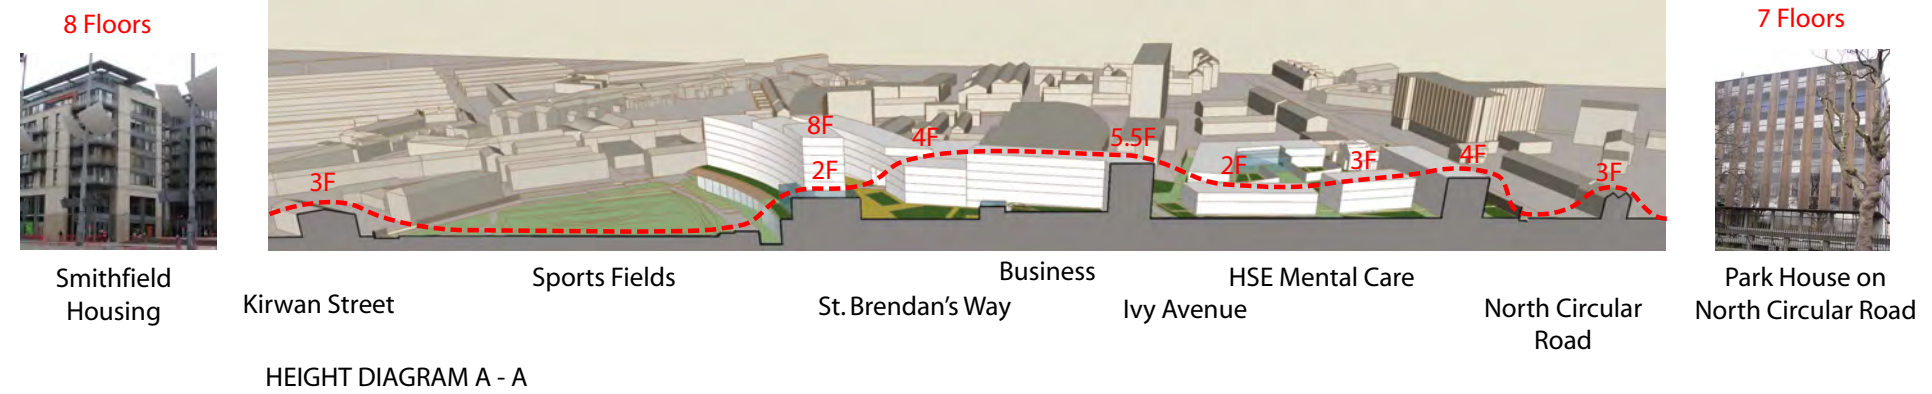 8 Floors
7 Floors
8F
4F
5.5F
2F
2F
3F
4F
3F
3F
Smithfield
Housing
Kirwan Street
Sports Fields
St. Brendan's Way
Business
Ivy Avenue
HSE Mental Care
North Circular
Road
Park House on
North Circular Road
HEIGHT DIAGRAM A - A